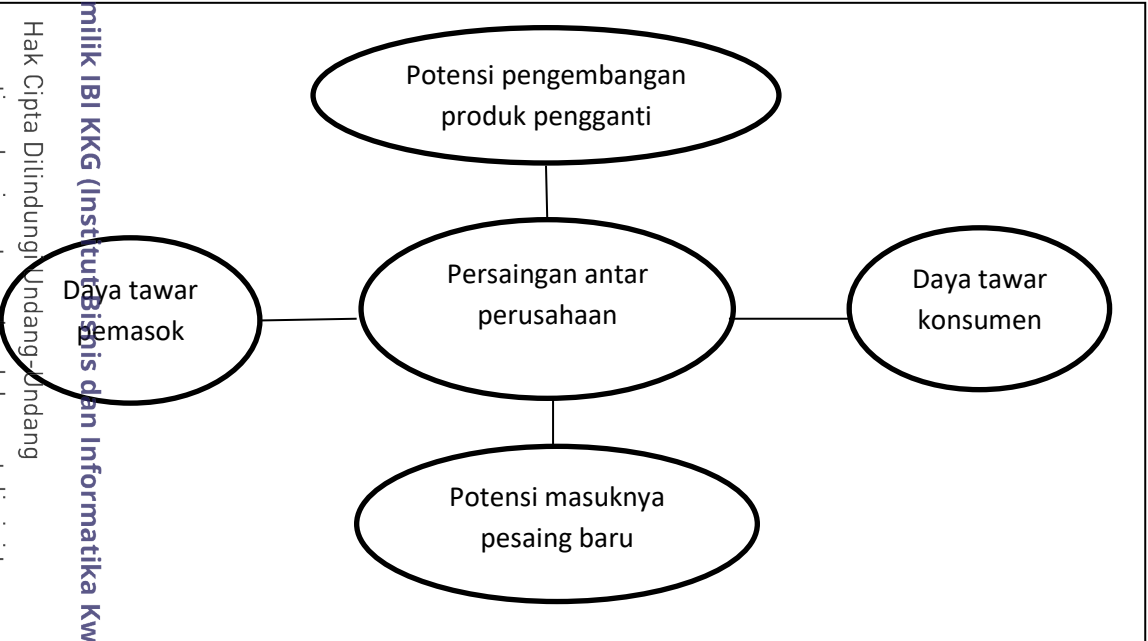 Potensi pengembangan
produk pengganti
Daya tawar
pemasok
Persaingan antar
perusahaan
Daya tawar
konsumen
Potensi masuknya
pesaing baru
milik IBI KKG (Institut Bisnis dan Informatika Kw
Hak Cipta Dilindungi Undang-Undang